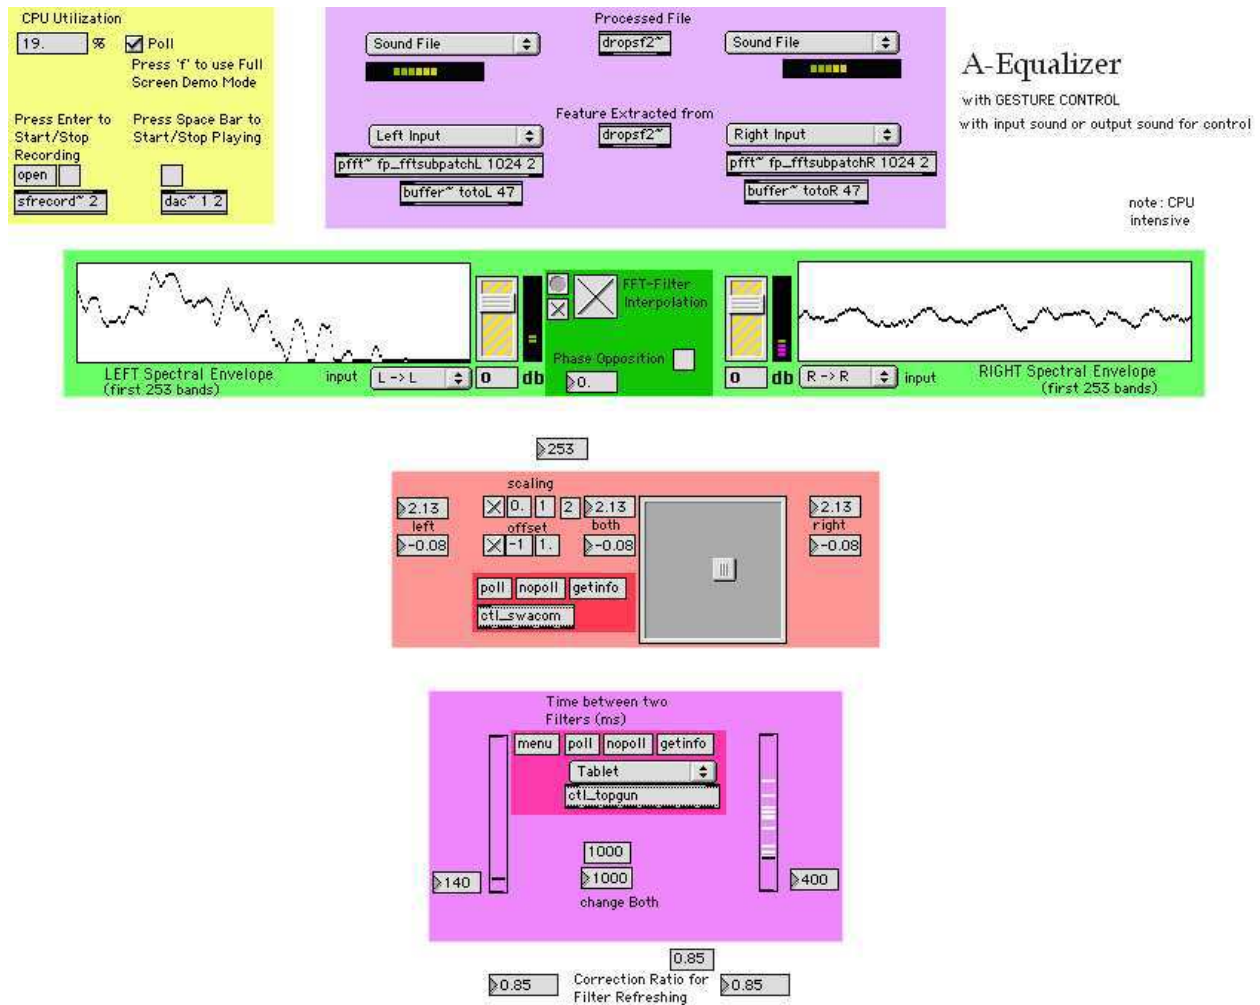 CPU Utilization
19. % Poll
Press 'f' to use Full
Screen Demo Mode
Press Enter to
Start/Stop
Recording
Press Space Bar to
Start/Stop Playing
open
sfrecord~ 2
dac~ 1 2
Processed File
Sound File
dropsf2~
Sound File
Feature Extracted from
Left Input
dropsf2~
Right Input
pfft~ fp_fftsubpatchL 1024 2
pfft~ fp_fftsubpatchR 1024 2
buffer~ totoL 47
buffer~ totoR 47
A-Equalizer
with GESTURE CONTROL
with input sound or output sound for control
note: CPU
intensive
FFT-Filter
Interpolation
Phase Opposition
0.
LEFT Spectral Envelope
(first 253 bands)
input L->L 0 db
0 db R->R input
RIGHT Spectral Envelope
(first 253 bands)
253
scaling
2.13 0. 1 2 2.13 2.13
left offset both right
-0.08 -1 1. -0.08 -0.08
poll nopoll getinfo
ctl_swacom
Time between two
Filters (ms)
menu poll nopoll getinfo
Tablet
ctl_topgun
1000
140 1000 400
change Both
0.85
0.85 Correction Ratio for 0.85
Filter Refreshing